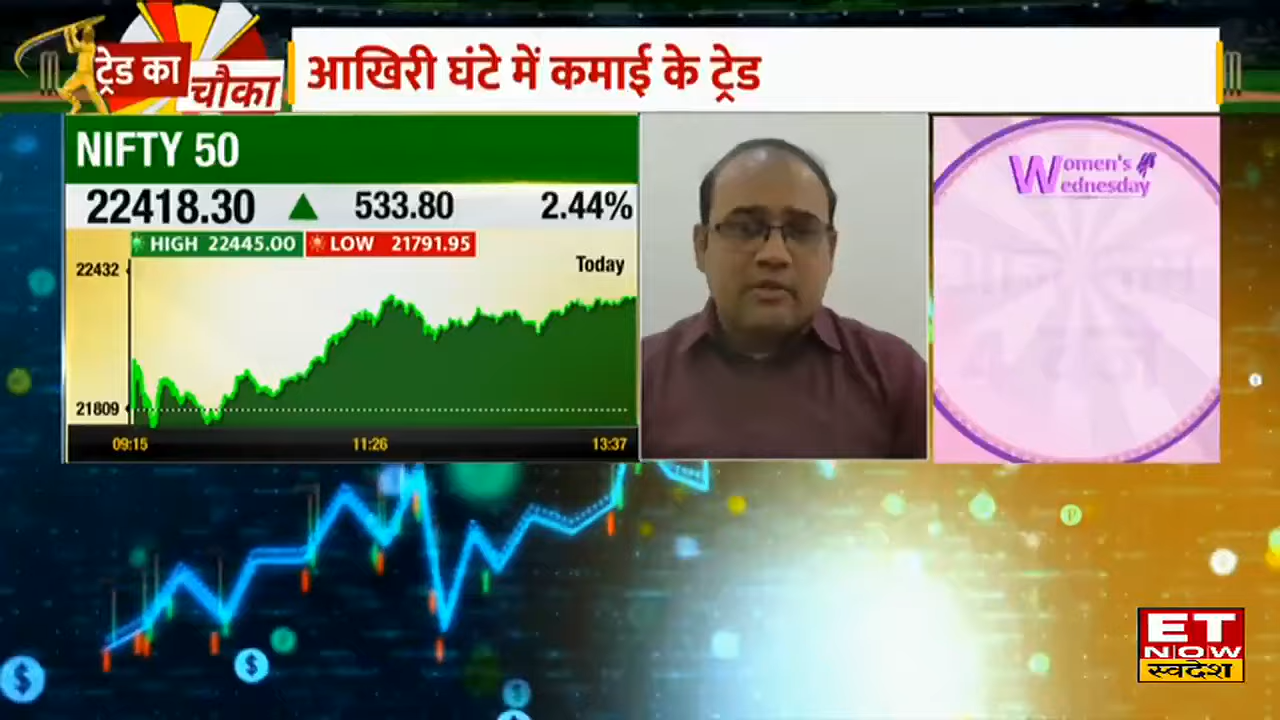 ट्रेड का
चौका
आखिरी घंटे में कमाई के ट्रेड
NIFTY 50
22418.30 ▲ 533.80 2.44%
HIGH 22445.00 LOW 21791.95
22432
Today
21809
09:15 11:26 13:37
Women's
Wednesday
ET
NOW
स्वदेश